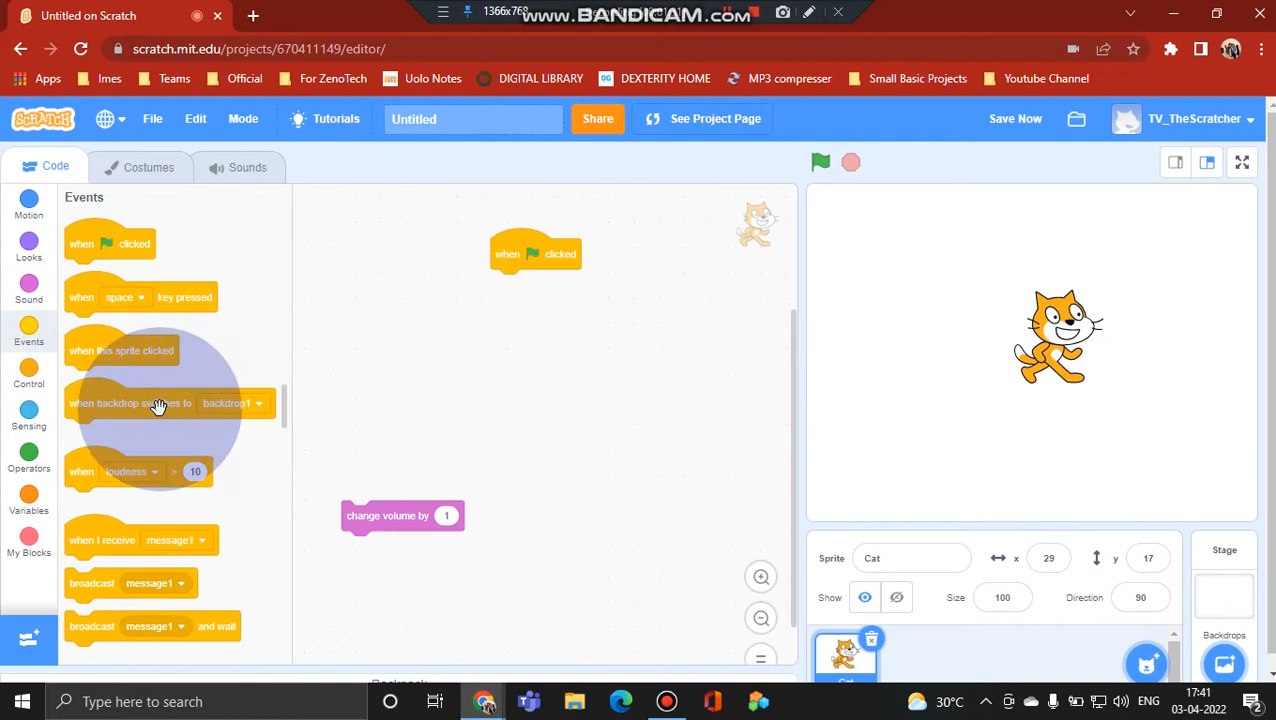 Untitled on Scratch
1366x768
www.BANDICAM.com
scratch.mit.edu/projects/670411149/editor/
Apps Imes Teams Official For ZenoTech Uolo Notes DIGITAL LIBRARY DEXTERITY HOME MP3 compresser Small Basic Projects Youtube Channel
SCRATCH File Edit Mode Tutorials Untitled Share See Project Page Save Now TV_TheScratcher
Code Costumes Sounds
Motion
Looks
Sound
Events
Control
Sensing
Operators
Variables
My Blocks
Events
when clicked
when space key pressed
when this sprite clicked
when backdrop switches to backdrop1
when loudness > 10
when I receive message1
broadcast message1
broadcast message1 and wait
when clicked
change volume by 1
Sprite Cat x 29 y 17
Show Size 100 Direction 90
Stage
Backdrops
Type here to search
30°C
ENG
17:41
03-04-2022
2